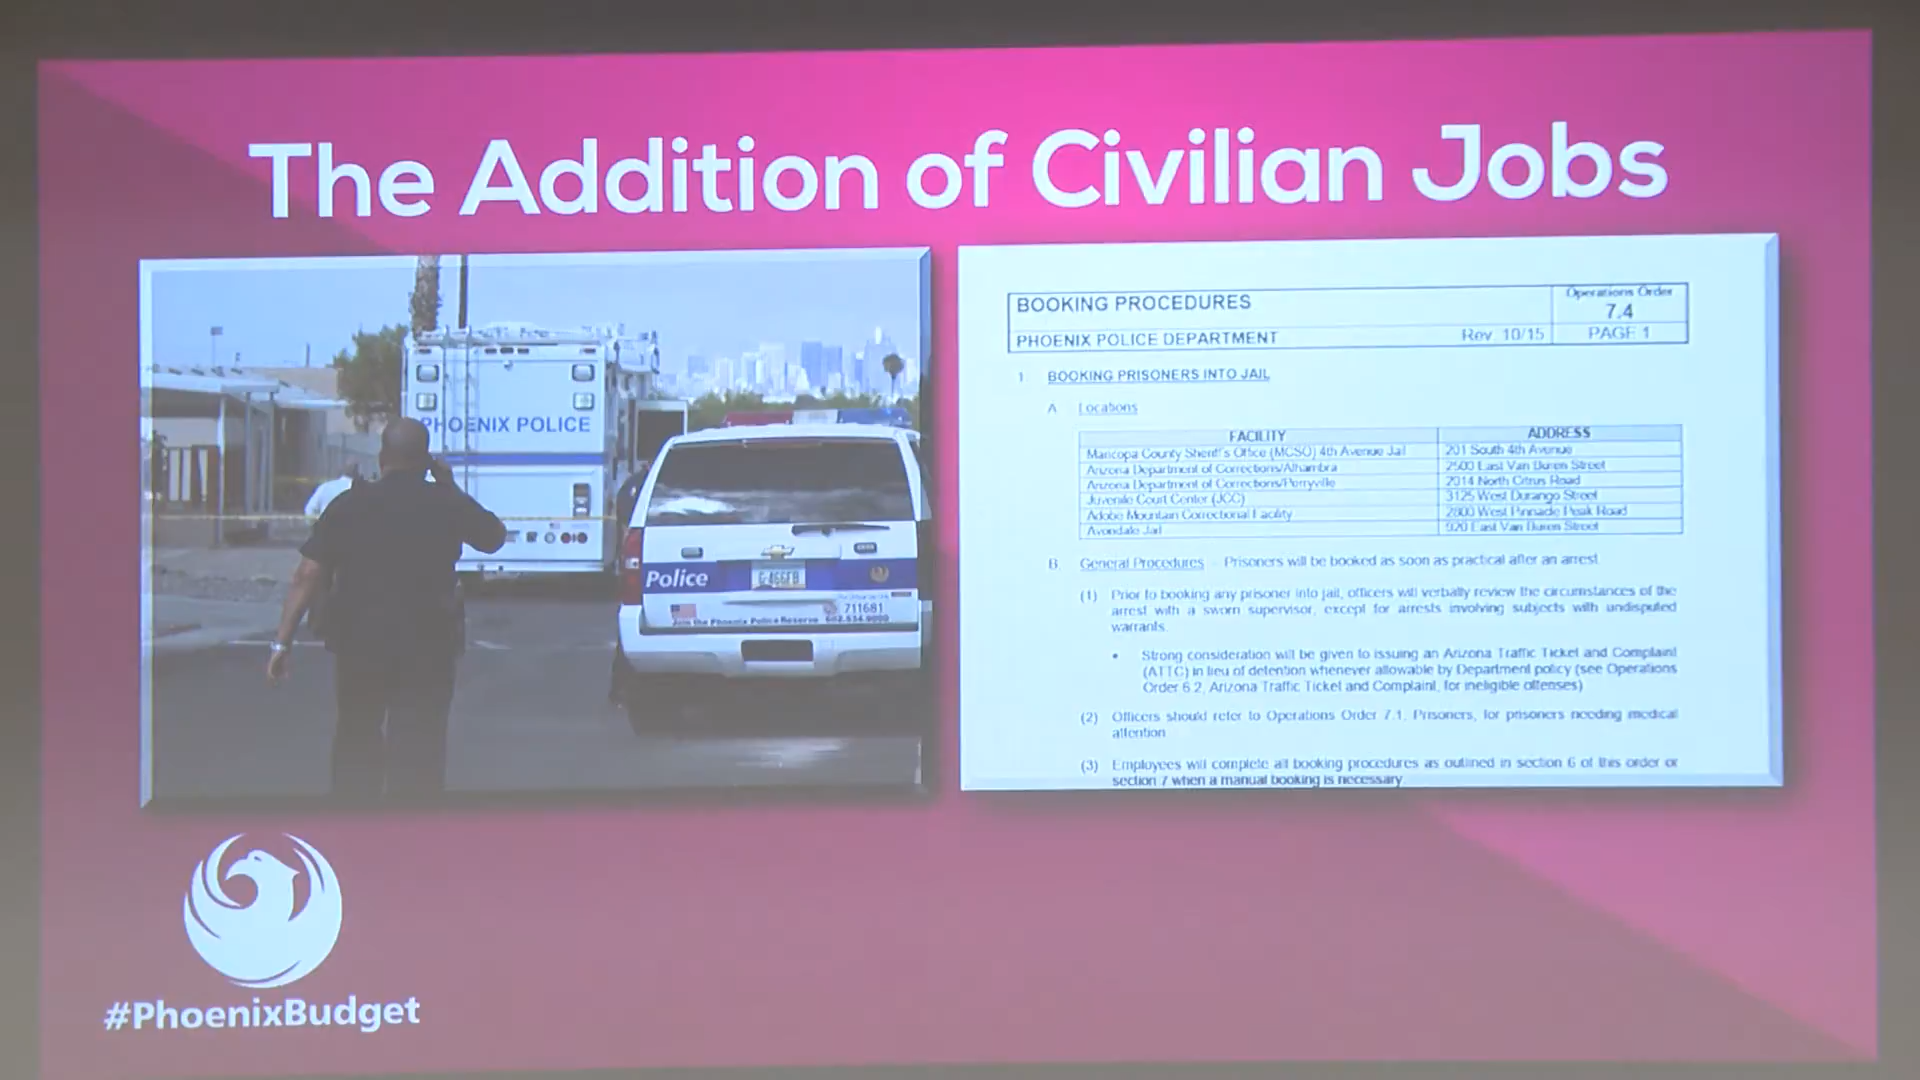 The Addition of Civilian Jobs
PHOENIX POLICE
Police
711681
Join the Phoenix Police Reserve 602.534.9000
BOOKING PROCEDURES
Operations Order
7.4
PHOENIX POLICE DEPARTMENT
Rev 10/15
PAGE 1
1 BOOKING PRISONERS INTO JAIL
A Locations
FACILITY ADDRESS
Maricopa County Sheriff's Office (MCSO) 4th Avenue Jail 201 South 4th Avenue
Arizona Department of Corrections/Alhambra 2500 East Van Buren Street
Arizona Department of Corrections/Perryville 2014 North Citrus Road
Juvenile Court Center (JCC) 3125 West Durango Street
Adobe Mountain Correctional Facility 2800 West Pinnacle Peak Road
Avondale Jail 920 East Van Buren Street
B. General Procedures - Prisoners will be booked as soon as practical after an arrest
(1) Prior to booking any prisoner into jail, officers will verbally review the circumstances of the
arrest with a sworn supervisor, except for arrests involving subjects with undisputed
warrants.
• Strong consideration will be given to issuing an Arizona Traffic Ticket and Complaint
(ATTC) in lieu of detention whenever allowable by Department policy (see Operations
Order 6.2, Arizona Traffic Ticket and Complaint, for ineligible offenses)
(2) Officers should refer to Operations Order 7.1, Prisoners, for prisoners needing medical
attention
(3) Employees will complete all booking procedures as outlined in section 6 of this order or
section 7 when a manual booking is necessary
#PhoenixBudget